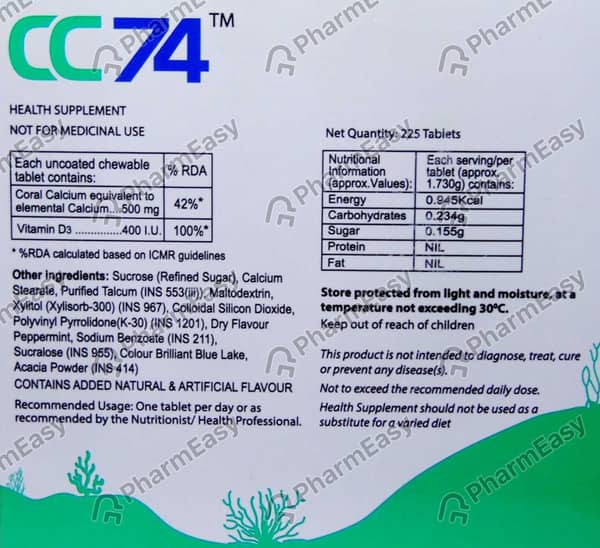 CC74™
HEALTH SUPPLEMENT
NOT FOR MEDICINAL USE
Each uncoated chewable
tablet contains:
% RDA
Coral Calcium equivalent to
elemental Calcium....500 mg
42%*
Vitamin D3 ...............400 I.U.
100%*
* %RDA calculated based on ICMR guidelines
Other Ingredients: Sucrose (Refined Sugar), Calcium
Stearate, Purified Talcum (INS 553(iii), Maltodextrin,
Xylitol (Xylisorb-300) (INS 967), Colloidal Silicon Dioxide,
Polyvinyl Pyrrolidone(K-30) (INS 1201), Dry Flavour
Peppermint, Sodium Benzoate (INS 211),
Sucralose (INS 955), Colour Brilliant Blue Lake,
Acacia Powder (INS 414)
CONTAINS ADDED NATURAL & ARTIFICIAL FLAVOUR
Recommended Usage: One tablet per day or as
recommended by the Nutritionist/ Health Professional.
Net Quantity: 225 Tablets
Nutritional
Information
(approx.Values):
Each serving/per
tablet (approx.
1.730g) contains:
Energy
0.945Kcal
Carbohydrates
0.234g
Sugar
0.155g
Protein
NIL
Fat
NIL
Store protected from light and moisture, at a
temperature not exceeding 30ºC.
Keep out of reach of children
This product is not intended to diagnose, treat, cure
or prevent any disease(s).
Not to exceed the recommended daily dose.
Health Supplement should not be used as a
substitute for a varied diet
PharmEasy
PharmEasy
PharmEasy
PharmEasy
PharmEasy
PharmEasy
PharmEasy
PharmEasy
PharmEasy